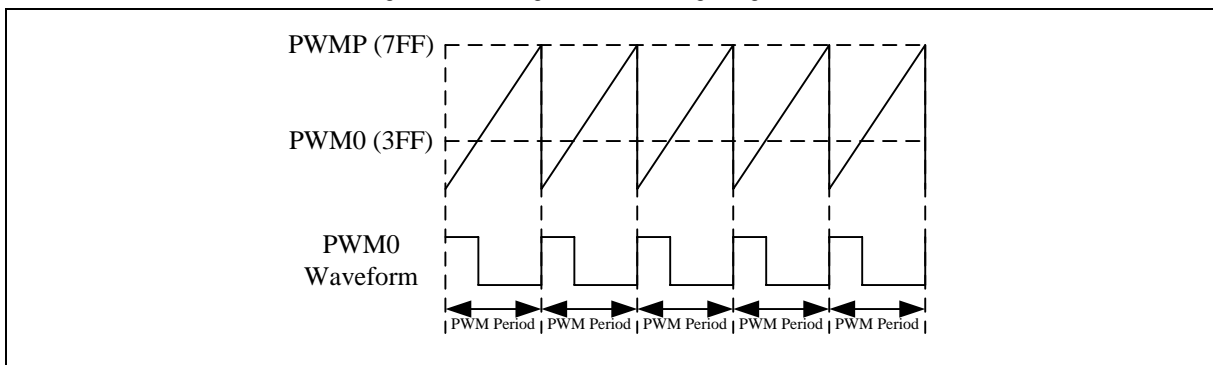 PWMP (7FF)
PWM0 (3FF)
PWM0
Waveform
PWM Period PWM Period PWM Period PWM Period PWM Period